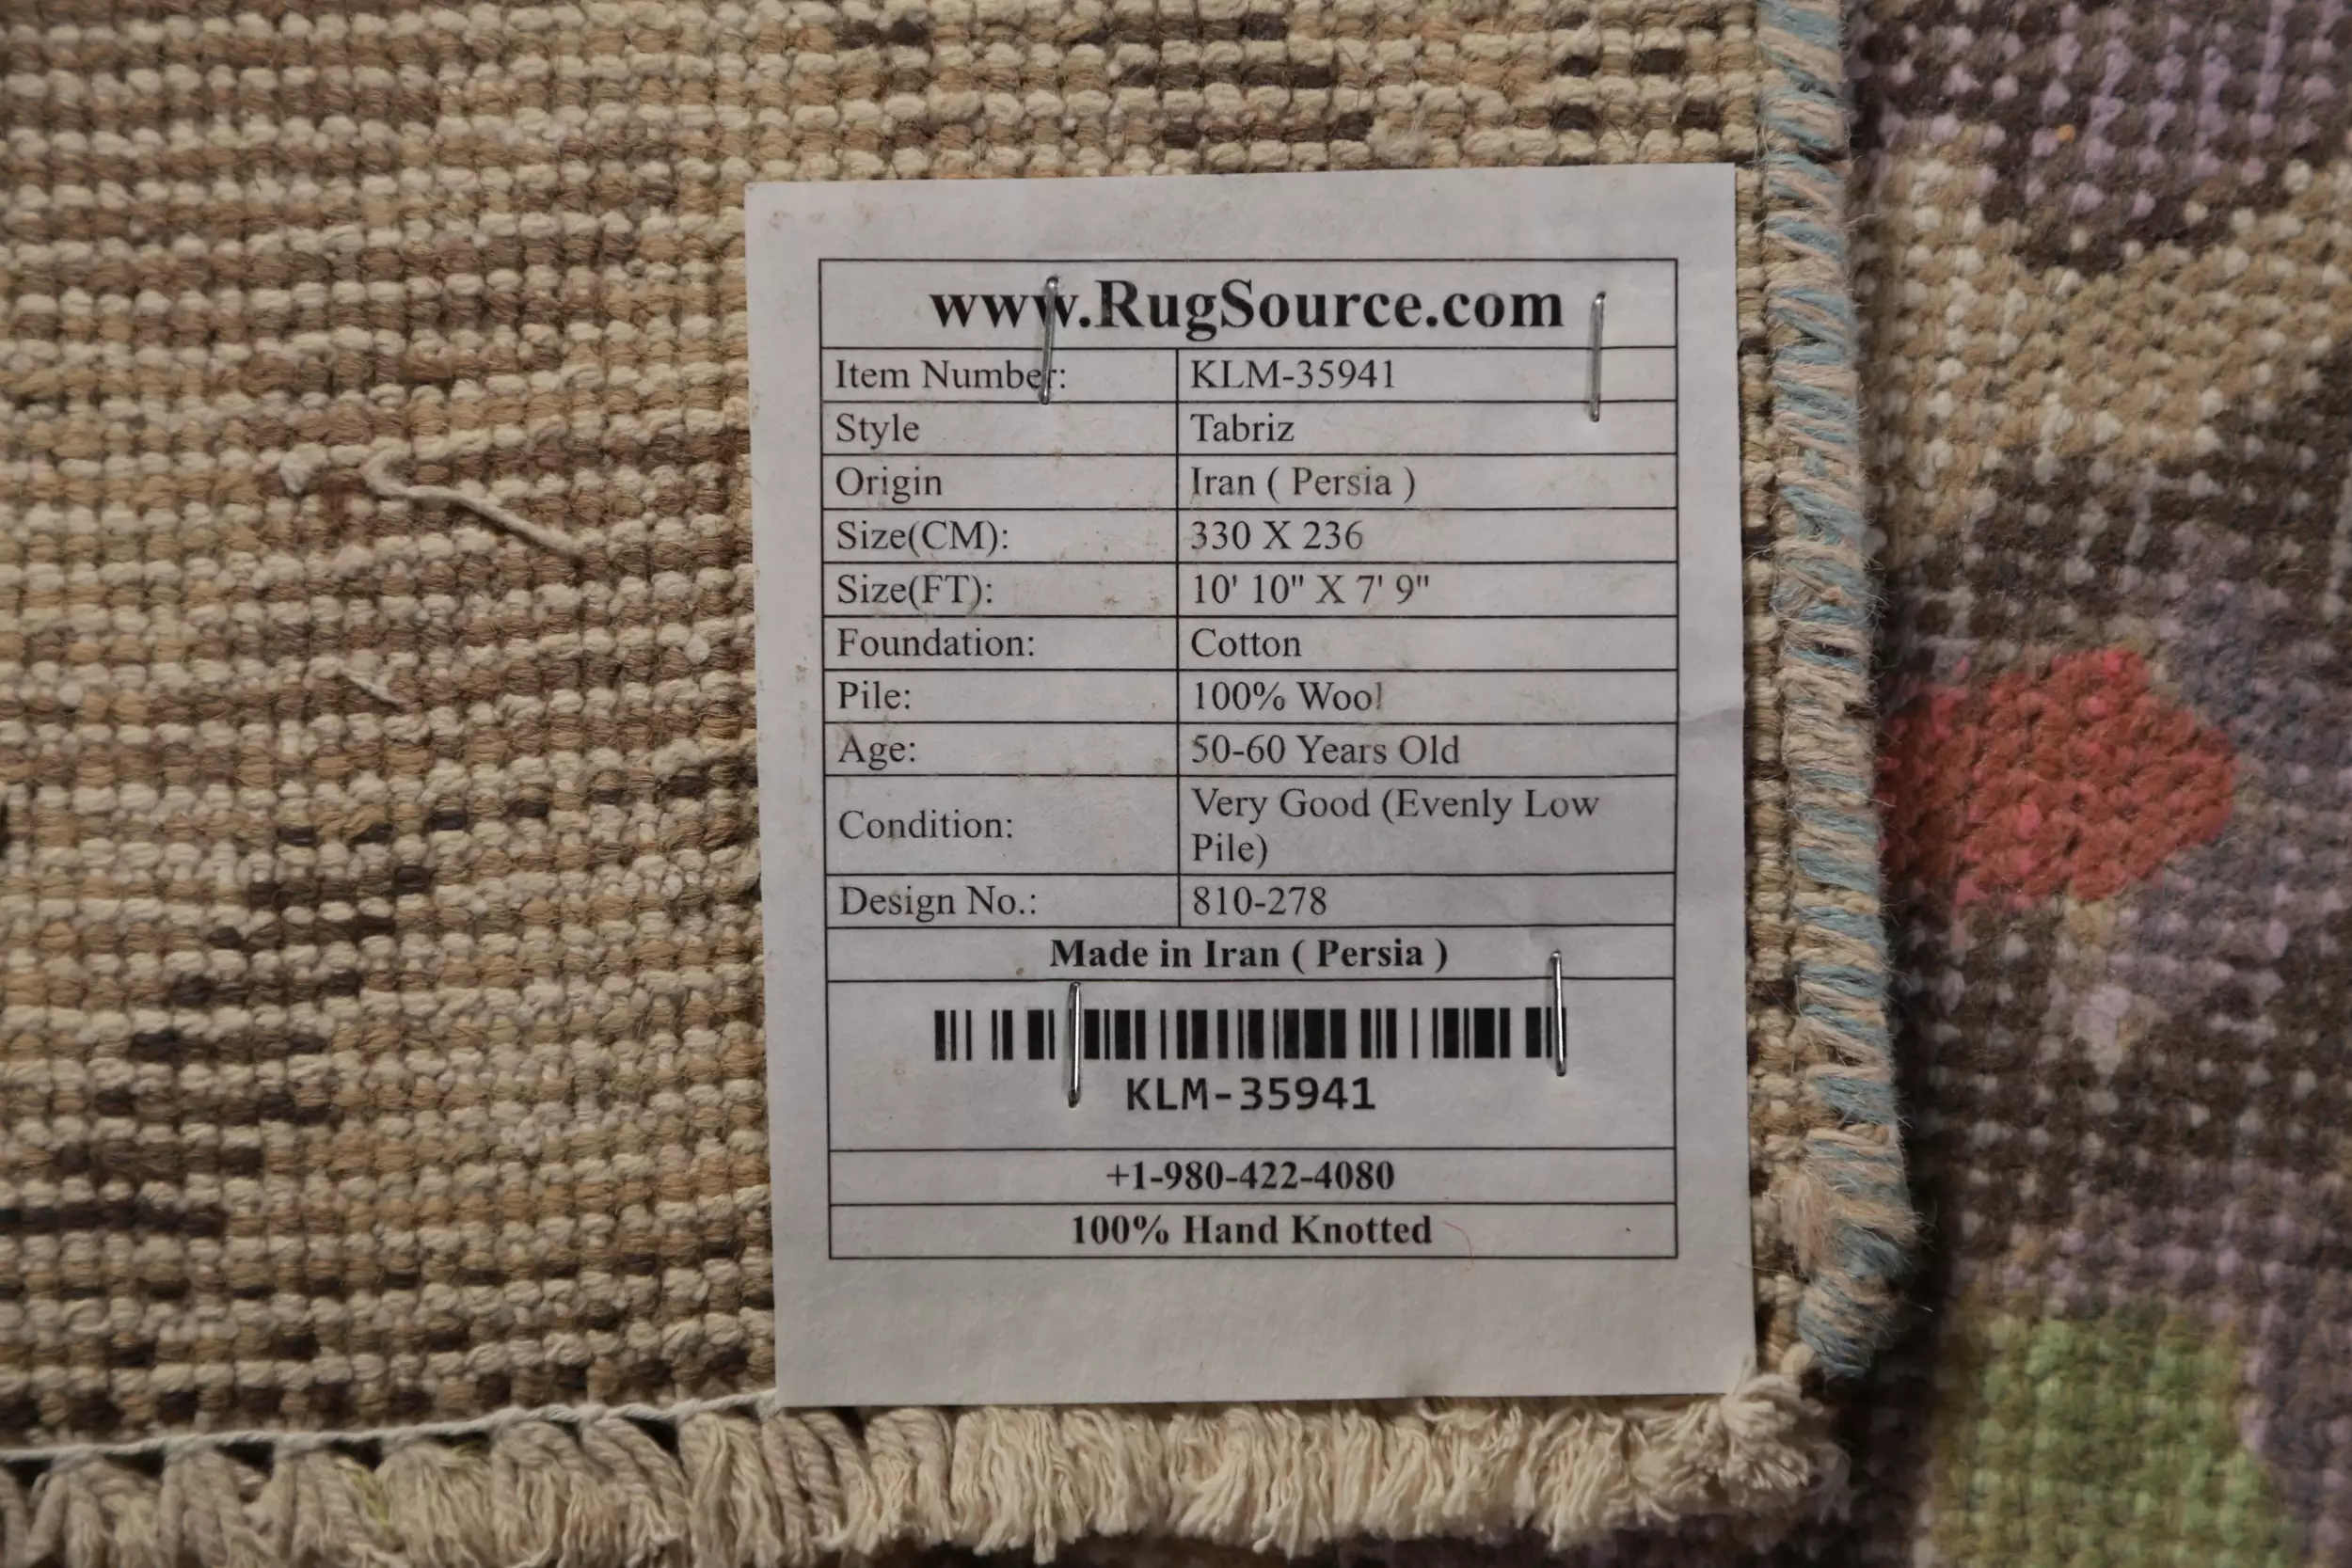 www.RugSource.com
Item Number: KLM-35941
Style Tabriz
Origin Iran ( Persia )
Size(CM): 330 X 236
Size(FT): 10' 10" X 7' 9"
Foundation: Cotton
Pile: 100% Wool
Age: 50-60 Years Old
Condition: Very Good (Evenly Low
Pile)
Design No.: 810-278
Made in Iran ( Persia )
KLM-35941
+1-980-422-4080
100% Hand Knotted